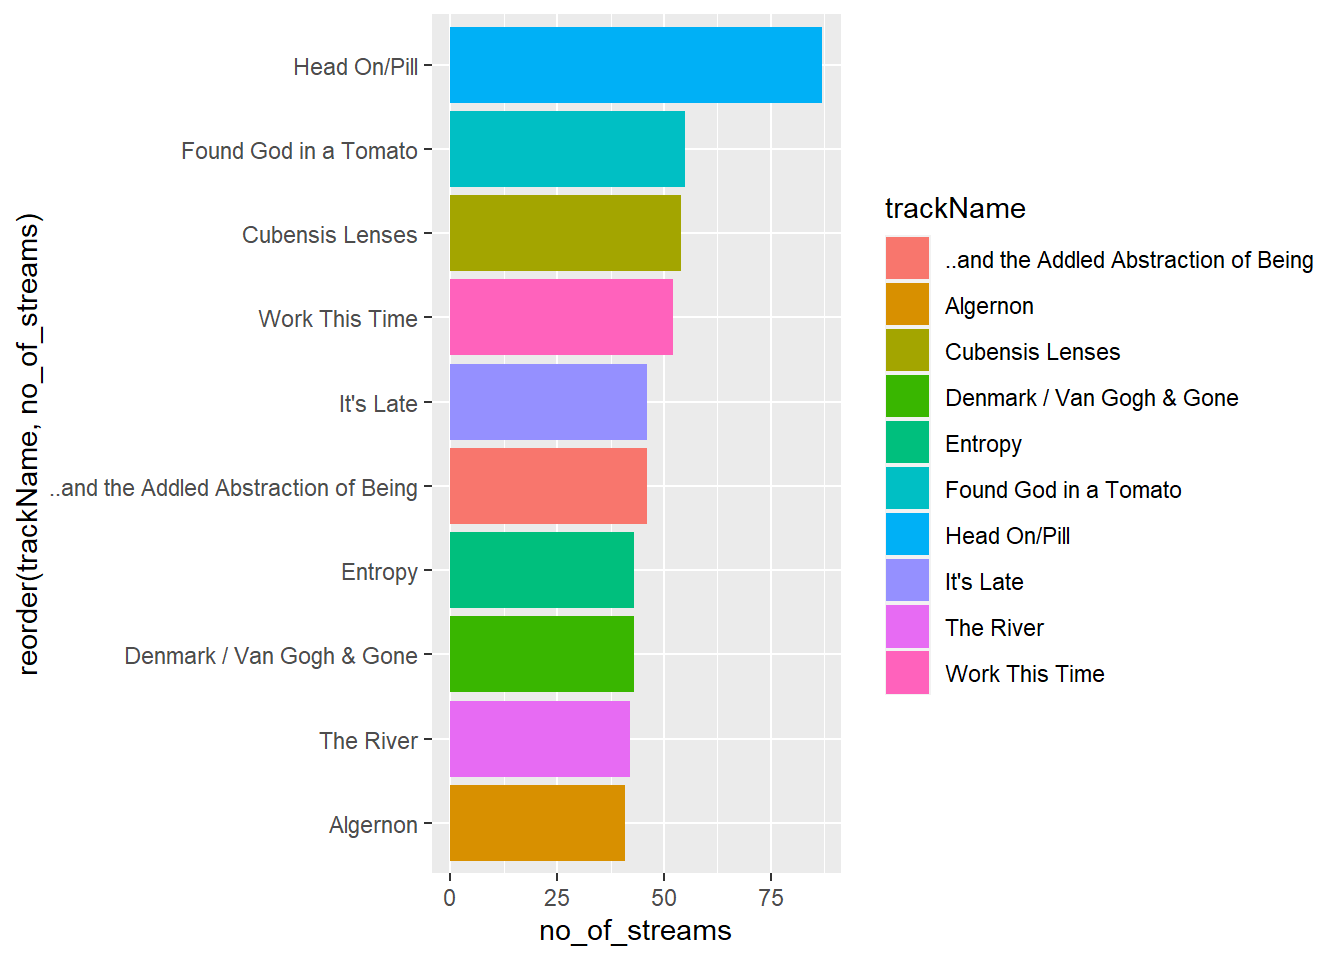 reorder(trackName, no_of_streams)
Head On/Pill
Found God in a Tomato
Cubensis Lenses
Work This Time
It's Late
..and the Addled Abstraction of Being
Entropy
Denmark / Van Gogh & Gone
The River
Algernon
0 25 50 75
no_of_streams
trackName
..and the Addled Abstraction of Being
Algernon
Cubensis Lenses
Denmark / Van Gogh & Gone
Entropy
Found God in a Tomato
Head On/Pill
It's Late
The River
Work This Time